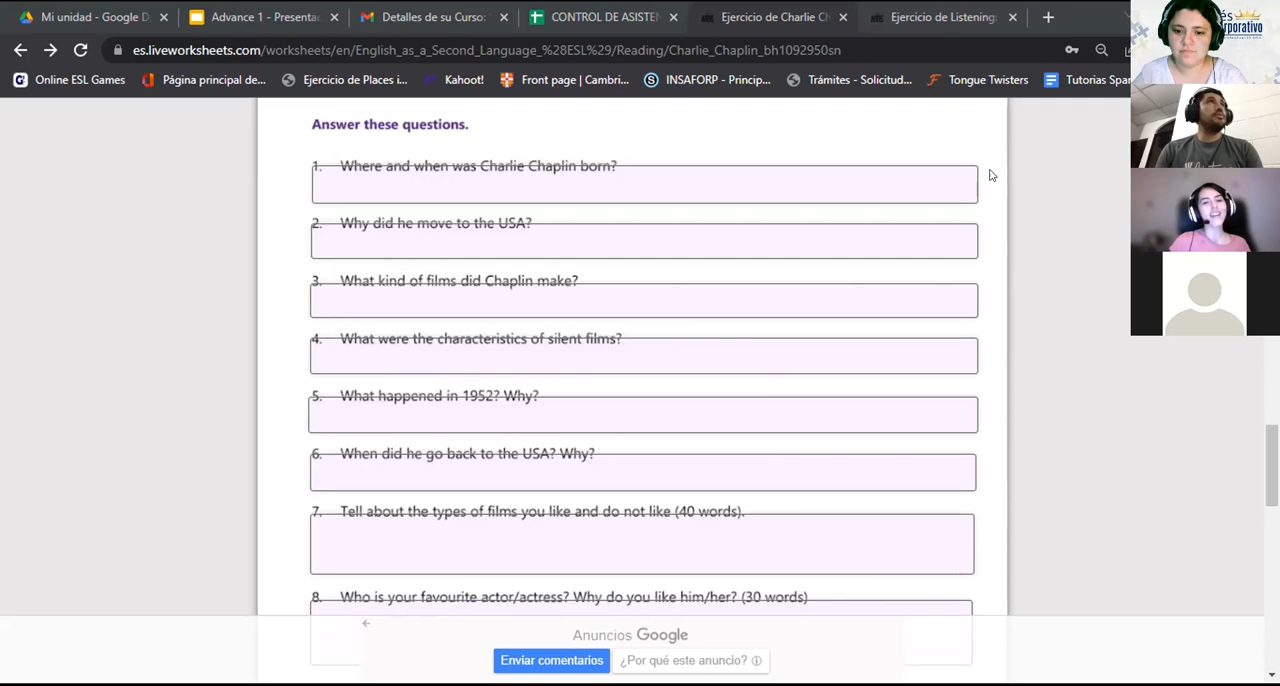 Mi unidad - Google D
Advance 1 - Presentac
Detalles de su Curso:
CONTROL DE ASISTEN
Ejercicio de Charlie Ch
Ejercicio de Listening:
es.liveworksheets.com/worksheets/en/English_as_a_Second_Language_%28ESL%29/Reading/Charlie_Chaplin_bh1092950sn
Online ESL Games
Página principal de...
Ejercicio de Places i...
Kahoot!
Front page | Cambri...
INSAFORP - Princip...
Trámites - Solicitud...
Tongue Twisters
Tutorias Spar
Answer these questions.
1. Where and when was Charlie Chaplin born?
2. Why did he move to the USA?
3. What kind of films did Chaplin make?
4. What were the characteristics of silent films?
5. What happened in 1952? Why?
6. When did he go back to the USA? Why?
7. Tell about the types of films you like and do not like (40 words).
8. Who is your favourite actor/actress? Why do you like him/her? (30 words)
Anuncios Google
Enviar comentarios
¿Por qué este anuncio?